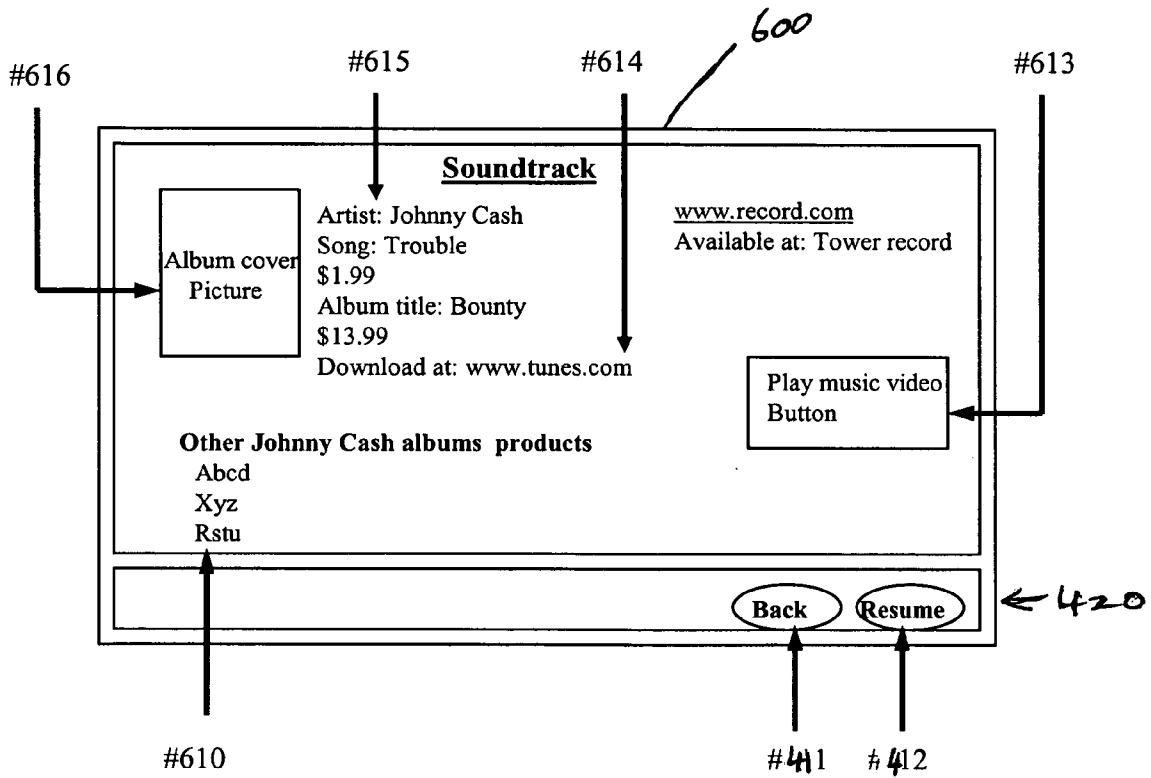 600
#616
#615
#614
#613
Soundtrack
Album cover
Picture
Artist: Johnny Cash
Song: Trouble
$1.99
Album title: Bounty
$13.99
Download at: www.tunes.com
www.record.com
Available at: Tower record
Play music video
Button
Other Johnny Cash albums products
Abcd
Xyz
Rstu
Back
Resume
420
#610
#411
#412